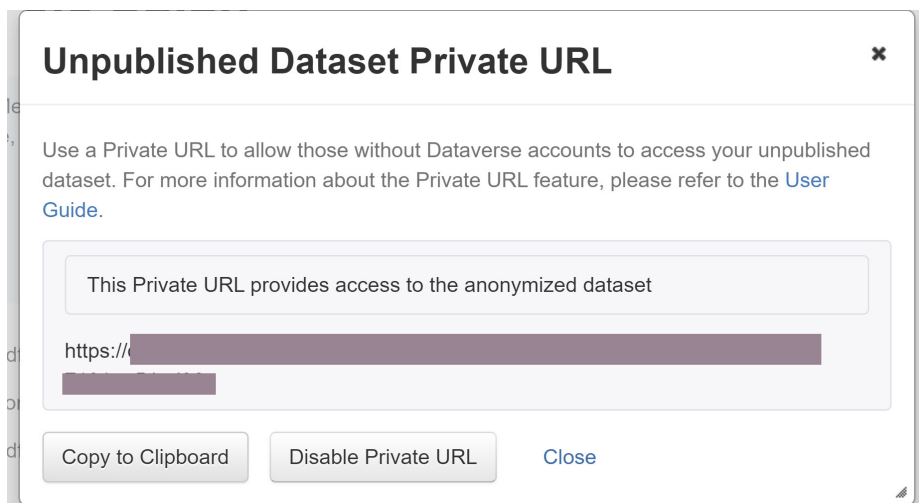 Unpublished Dataset Private URL
Use a Private URL to allow those without Dataverse accounts to access your unpublished
dataset. For more information about the Private URL feature, please refer to the User
Guide.
This Private URL provides access to the anonymized dataset
https://
Copy to Clipboard
Disable Private URL
Close